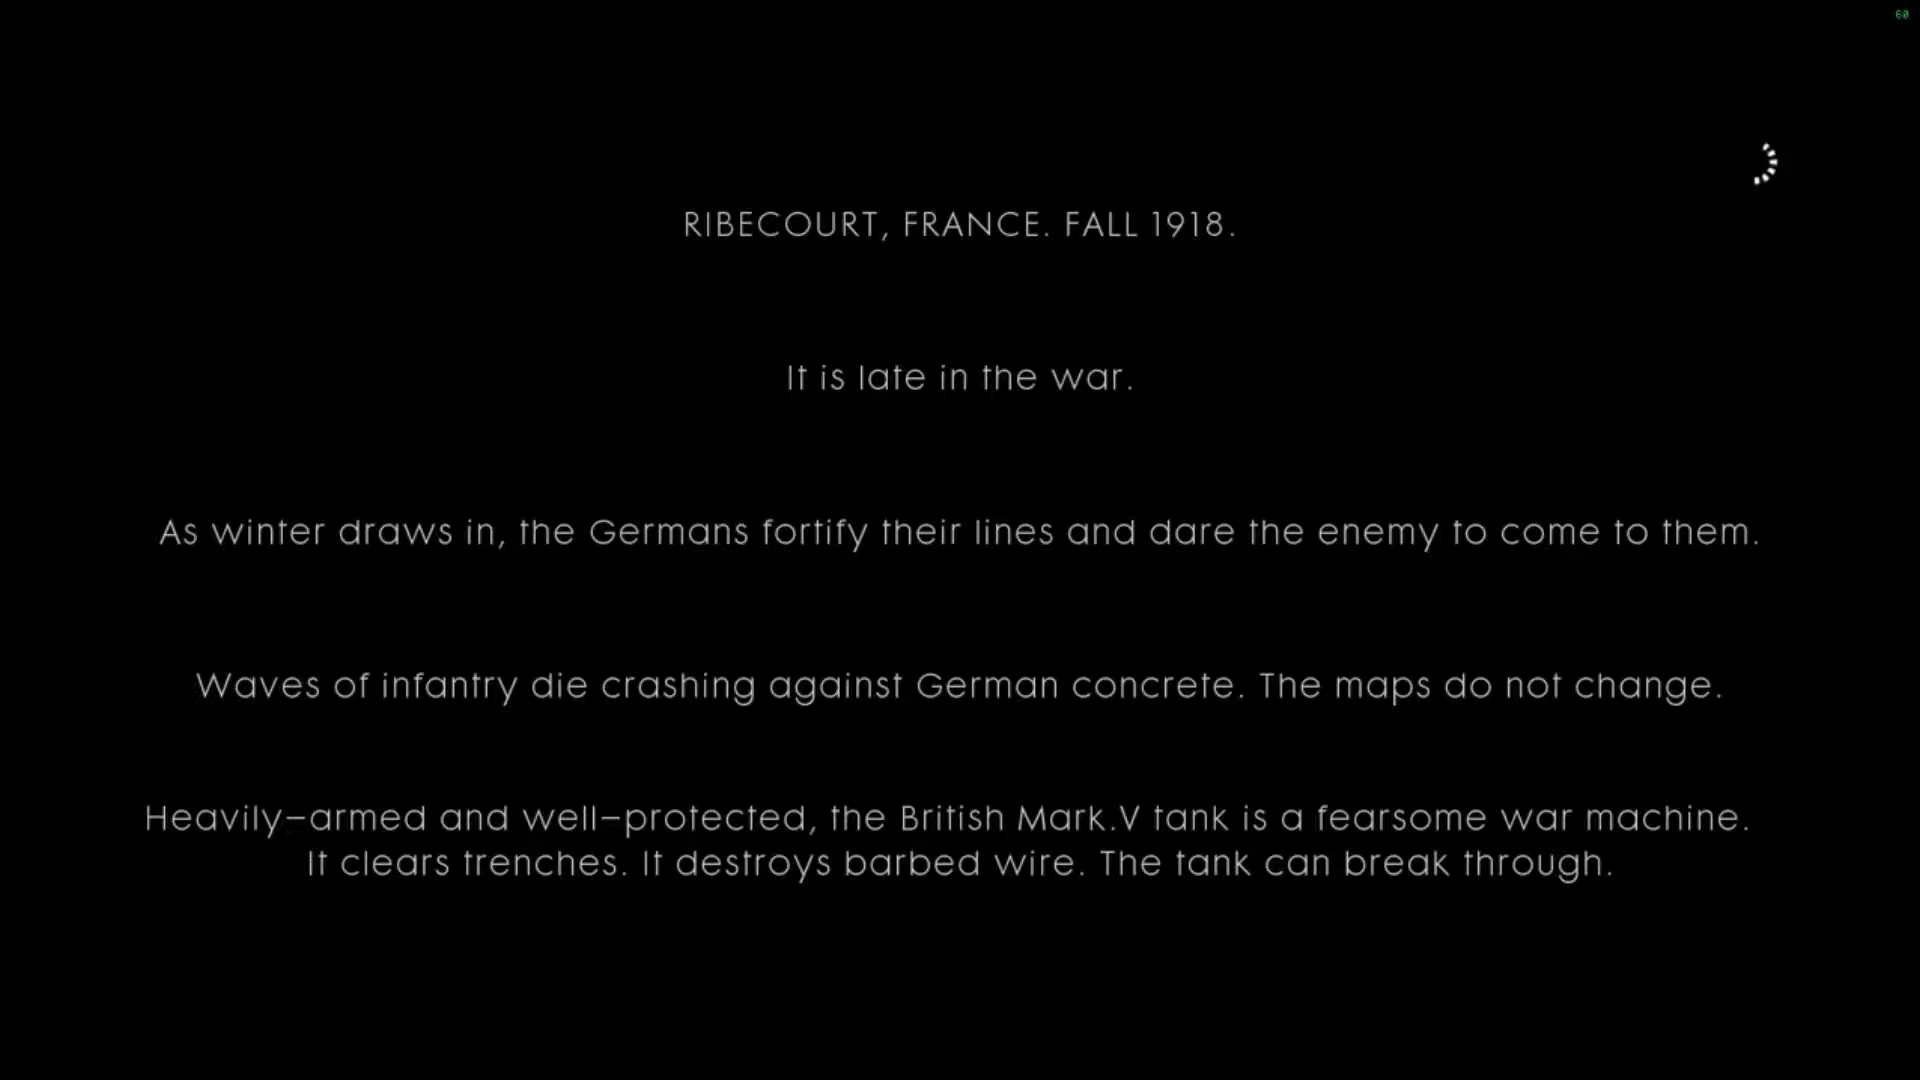 60
RIBECOURT, FRANCE. FALL 1918.
It is late in the war.
As winter draws in, the Germans fortify their lines and dare the enemy to come to them.
Waves of infantry die crashing against German concrete. The maps do not change.
Heavily-armed and well-protected, the British Mark.V tank is a fearsome war machine.
It clears trenches. It destroys barbed wire. The tank can break through.